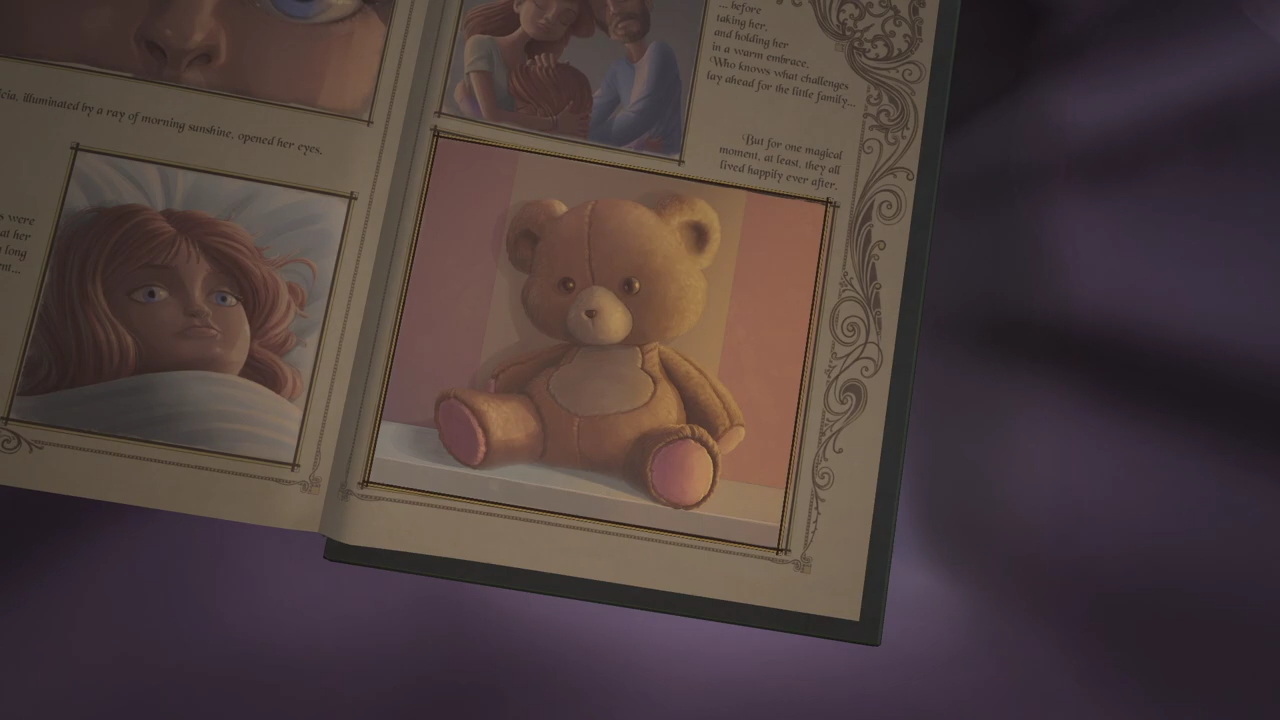 cia, illuminated by a ray of morning sunshine, opened her eyes.
s were
at her
long
nt...
... before
taking her,
and holding her
in a warm embrace.
Who knows what challenges
lay ahead for the little family...
But for one magical
moment, at least, they all
lived happily ever after.